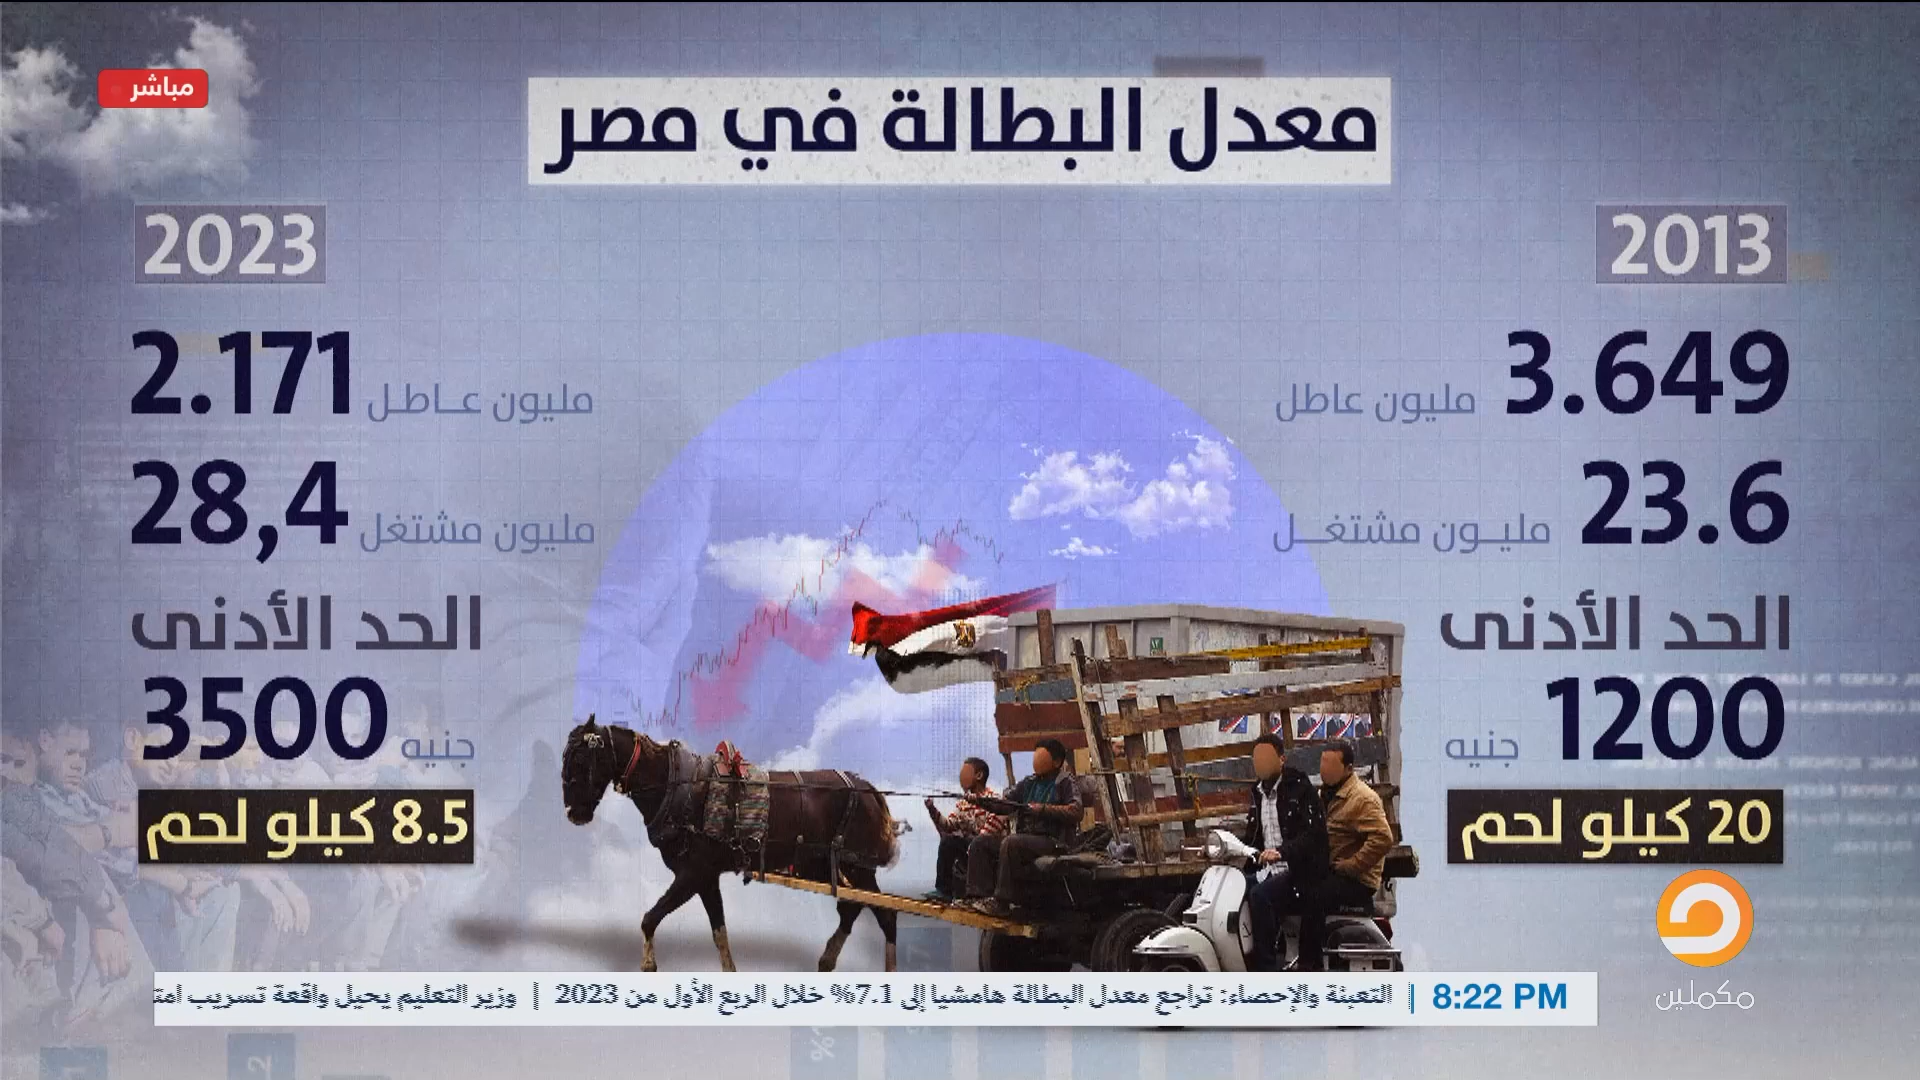 مباشر
معدل البطالة في مصر
2013
3.649 مليون عاطل
23.6 مليــون مشتغــل
الحد الأدنى
1200 جنيه
20 كيلو لحم
2023
2.171 مليون عــاطـل
28,4 مليون مشتغل
الحد الأدنى
3500 جنيه
8.5 كيلو لحم
مكملين
8:22 PM | التعبئة والإحصاء: تراجع معدل البطالة هامشيا إلى 7.1% خلال الربع الأول من 2023 | وزير التعليم يحيل واقعة تسريب